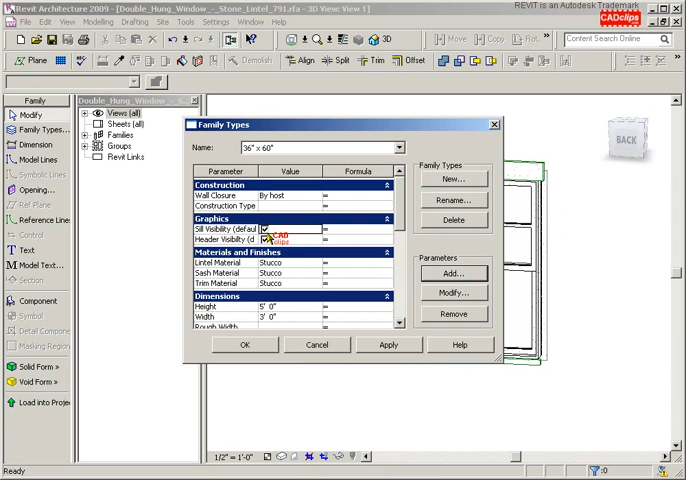 REVIT is an Autodesk Trademark
Revit Architecture 2009 - Double_Hung_Window_-_Stone_Lintel_791.rfa - 3D View: View 1
CADclips
File Edit View Modelling Drafting Site Tools Settings Window Help
3D Move Copy Rot..
Content Search Online
Align Split Trim Offset
Family
Modify
Family Types...
Dimension
Model Lines
Symbolic Lines
Opening...
Ref Plane
Reference Lines
Control
Text
Model Text...
Section
Component
Symbol
Detail Compone
Masking Region
Solid Form »
Void Form »
Load into Projec
Double_Hung_Window_-_S...
Views (all)
Sheets (all)
Families
Groups
Revit Links
BACK
Family Types
Name: 36" x 60"
Parameter Value Formula
Construction
Wall Closure By host =
Construction Type =
Graphics
Sill Visibility (defaul =
Header Visibilty (d =
CAD
clips
Materials and Finishes
Lintel Material Stucco =
Sash Material Stucco =
Trim Material Stucco =
Dimensions
Height 5' 0" =
Width 3' 0" =
Rough Width
Family Types
New...
Rename...
Delete
Parameters
Add...
Modify...
Remove
OK Cancel Apply Help
1/2" = 1'-0"
Ready
:0